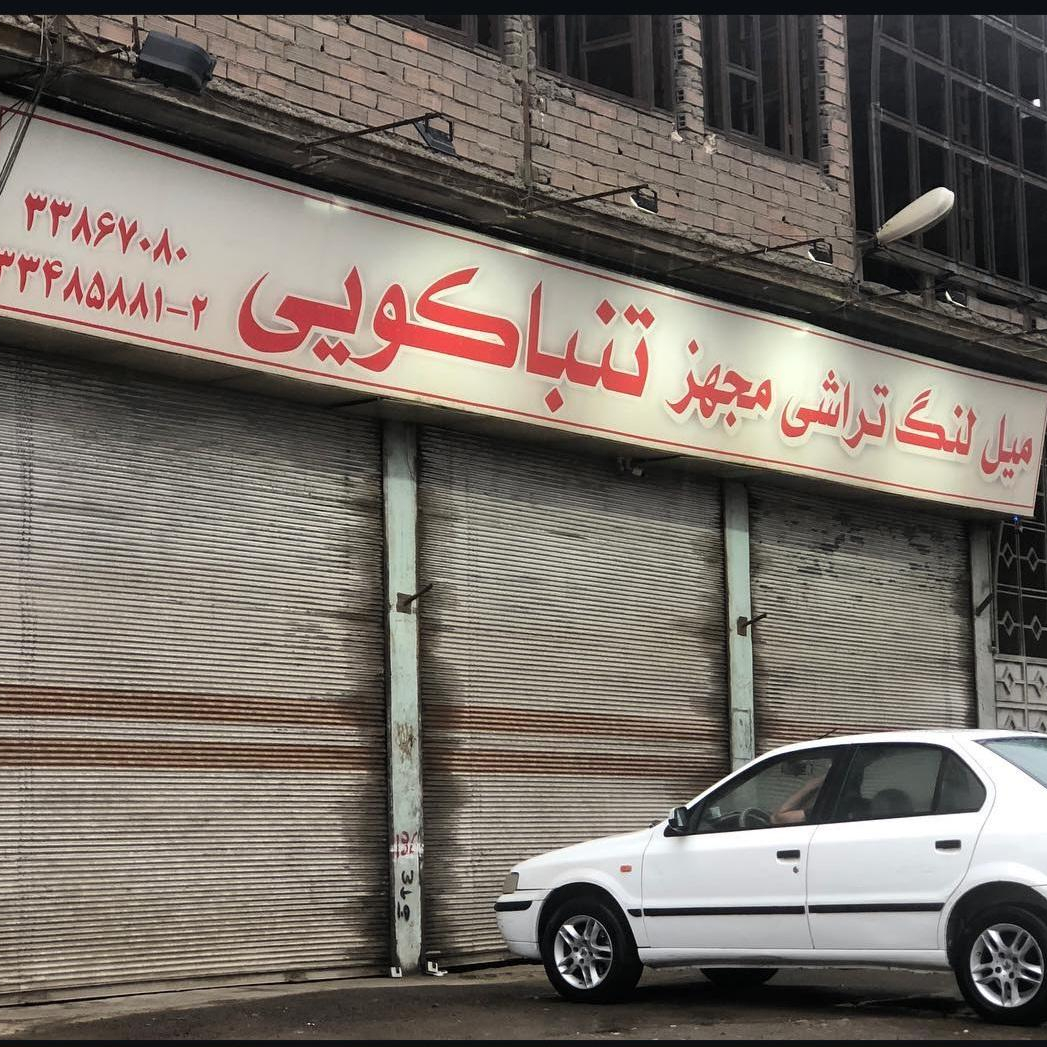 میل لنگ تراشی مجهز تنباکویی
۳۳۸۶۷۰۸۰
۳۳۴۸۵۸۸۱-۲